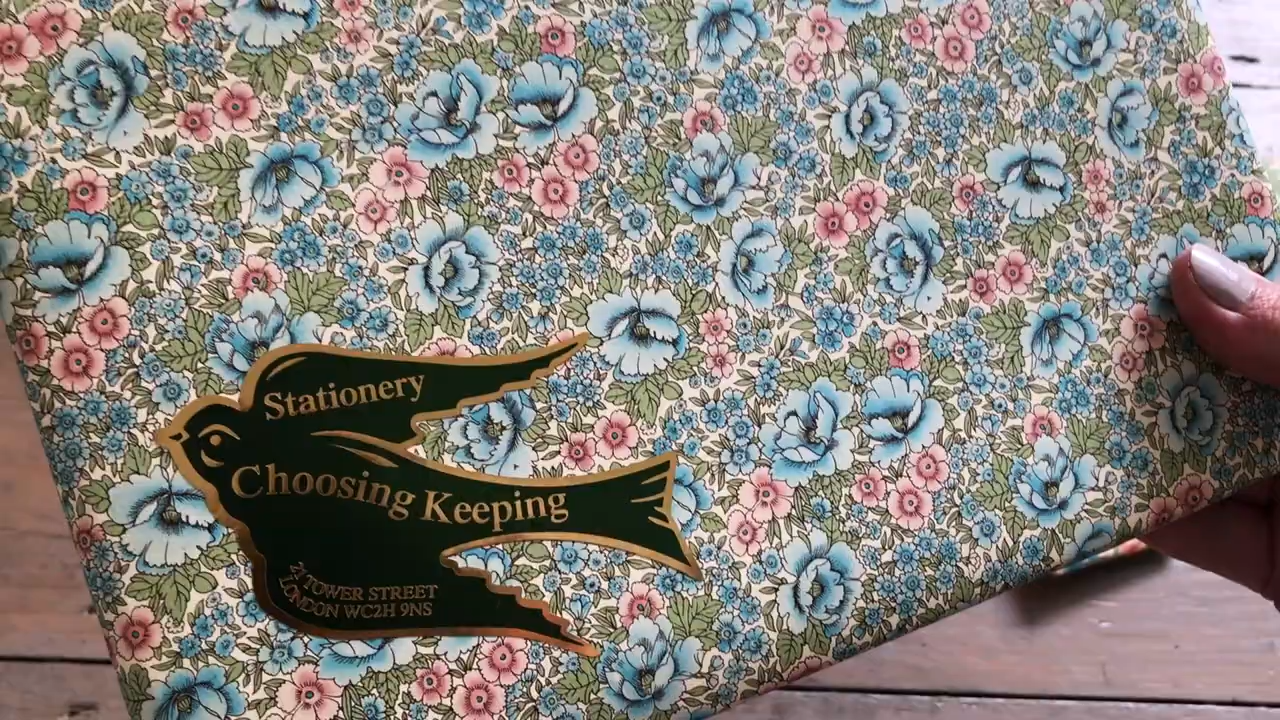 Stationery
Choosing Keeping
21 TOWER STREET
LONDON WC2H 9NS